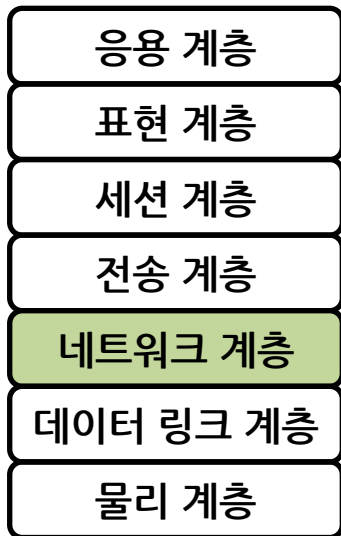 응용 계층
표현 계층
세션 계층
전송 계층
네트워크 계층
데이터 링크 계층
물리 계층